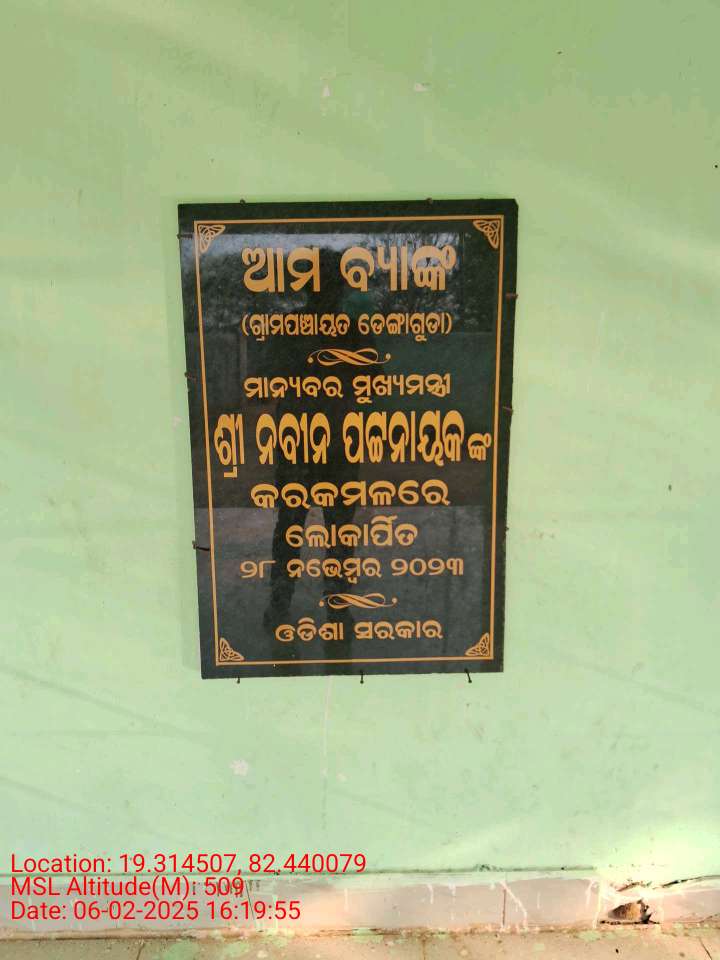 ଆମ ବ୍ୟାଙ୍କ
(ଗ୍ରାମପଞ୍ଚାୟତ ଡେଙ୍ଗାଗୁଡା)
ମାନ୍ୟବର ମୁଖ୍ୟମନ୍ତ୍ରୀ
ଶ୍ରୀ ନବୀନ ପଟ୍ଟନାୟକଙ୍କ
କରକମଳରେ
ଲୋକାର୍ପିତ
୨୮ ନଭେମ୍ବର ୨୦୨୩
ଓଡିଶା ସରକାର
Location: 19.314507, 82.440079
MSL Altitude(M): 509
Date: 06-02-2025 16:19:55